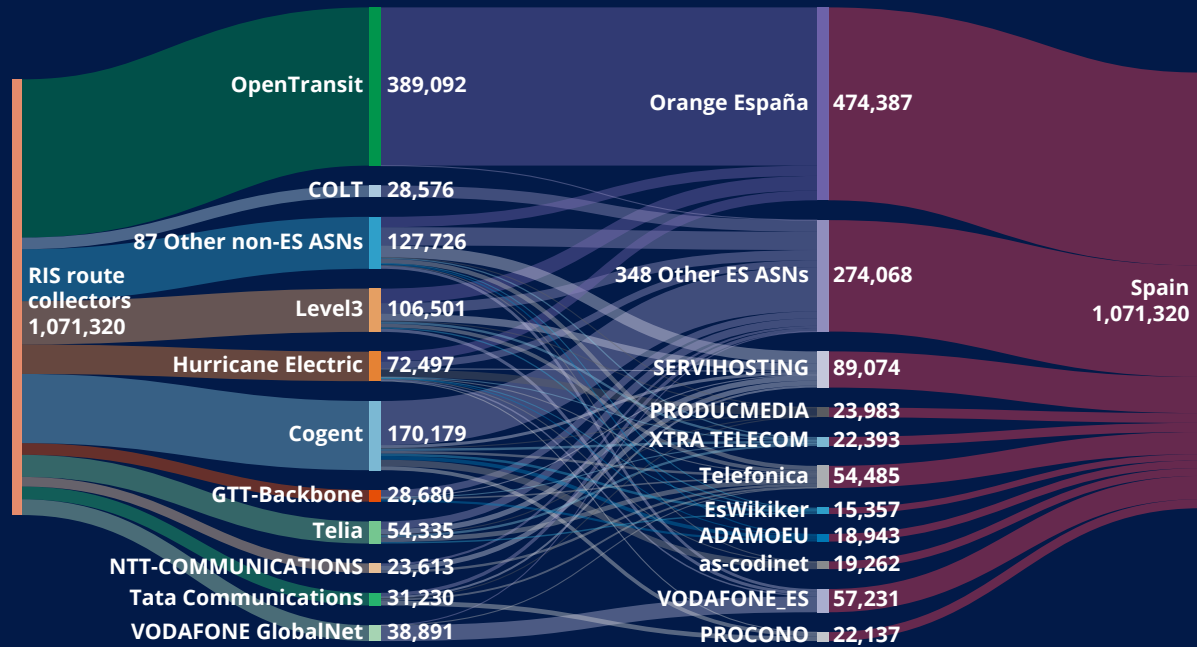 RIS route
collectors
1,071,320
OpenTransit 389,092
COLT 28,576
87 Other non-ES ASNs 127,726
Level3 106,501
Hurricane Electric 72,497
Cogent 170,179
GTT-Backbone 28,680
Telia 54,335
NTT-COMMUNICATIONS 23,613
Tata Communications 31,230
VODAFONE GlobalNet 38,891
Orange España 474,387
348 Other ES ASNs 274,068
SERVIHOSTING 89,074
PRODUCMEDIA 23,983
XTRA TELECOM 22,393
Telefonica 54,485
EsWikiker 15,357
ADAMOEU 18,943
as-codinet 19,262
VODAFONE_ES 57,231
PROCONO 22,137
Spain
1,071,320